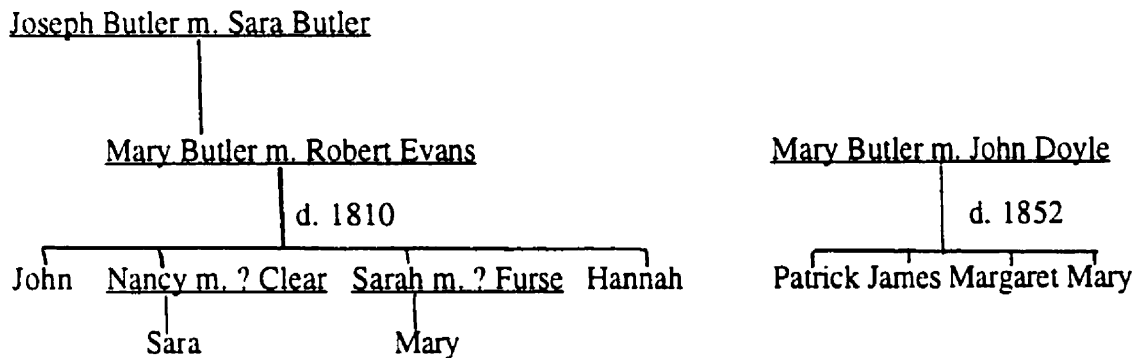 Joseph Butler m. Sara Butler
Mary Butler m. Robert Evans
d. 1810
John Nancy m. ? Clear Sarah m. ? Furse Hannah
Sara Mary
Mary Butler m. John Doyle
d. 1852
Patrick James Margaret Mary